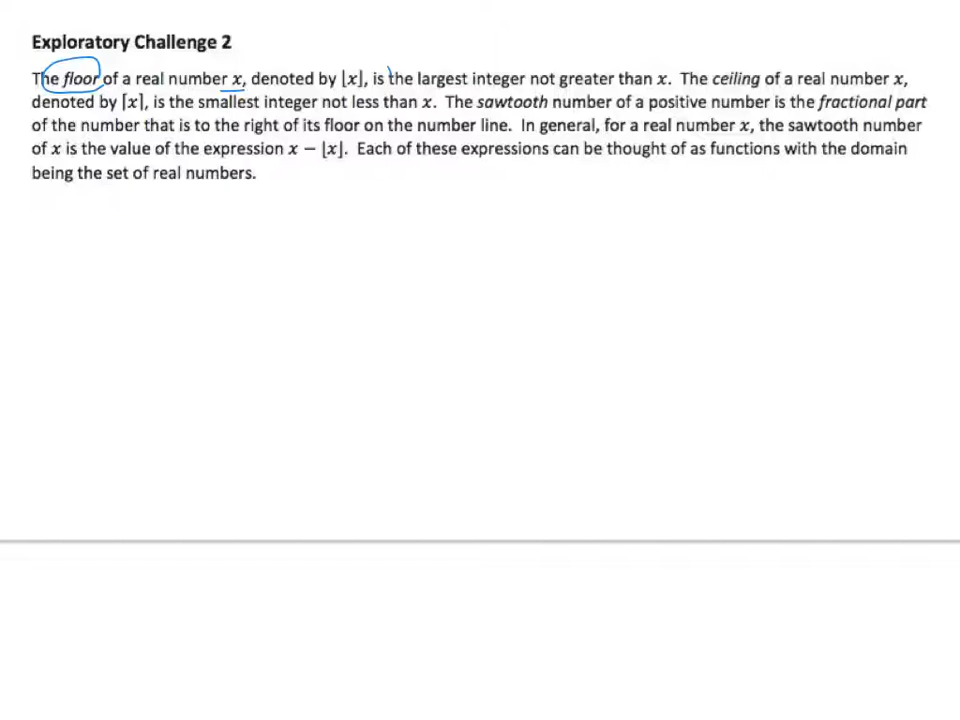 Exploratory Challenge 2
The floor of a real number x, denoted by ⌊x⌋, is the largest integer not greater than x. The ceiling of a real number x,
denoted by ⌈x⌉, is the smallest integer not less than x. The sawtooth number of a positive number is the fractional part
of the number that is to the right of its floor on the number line. In general, for a real number x, the sawtooth number
of x is the value of the expression x − ⌊x⌋. Each of these expressions can be thought of as functions with the domain
being the set of real numbers.